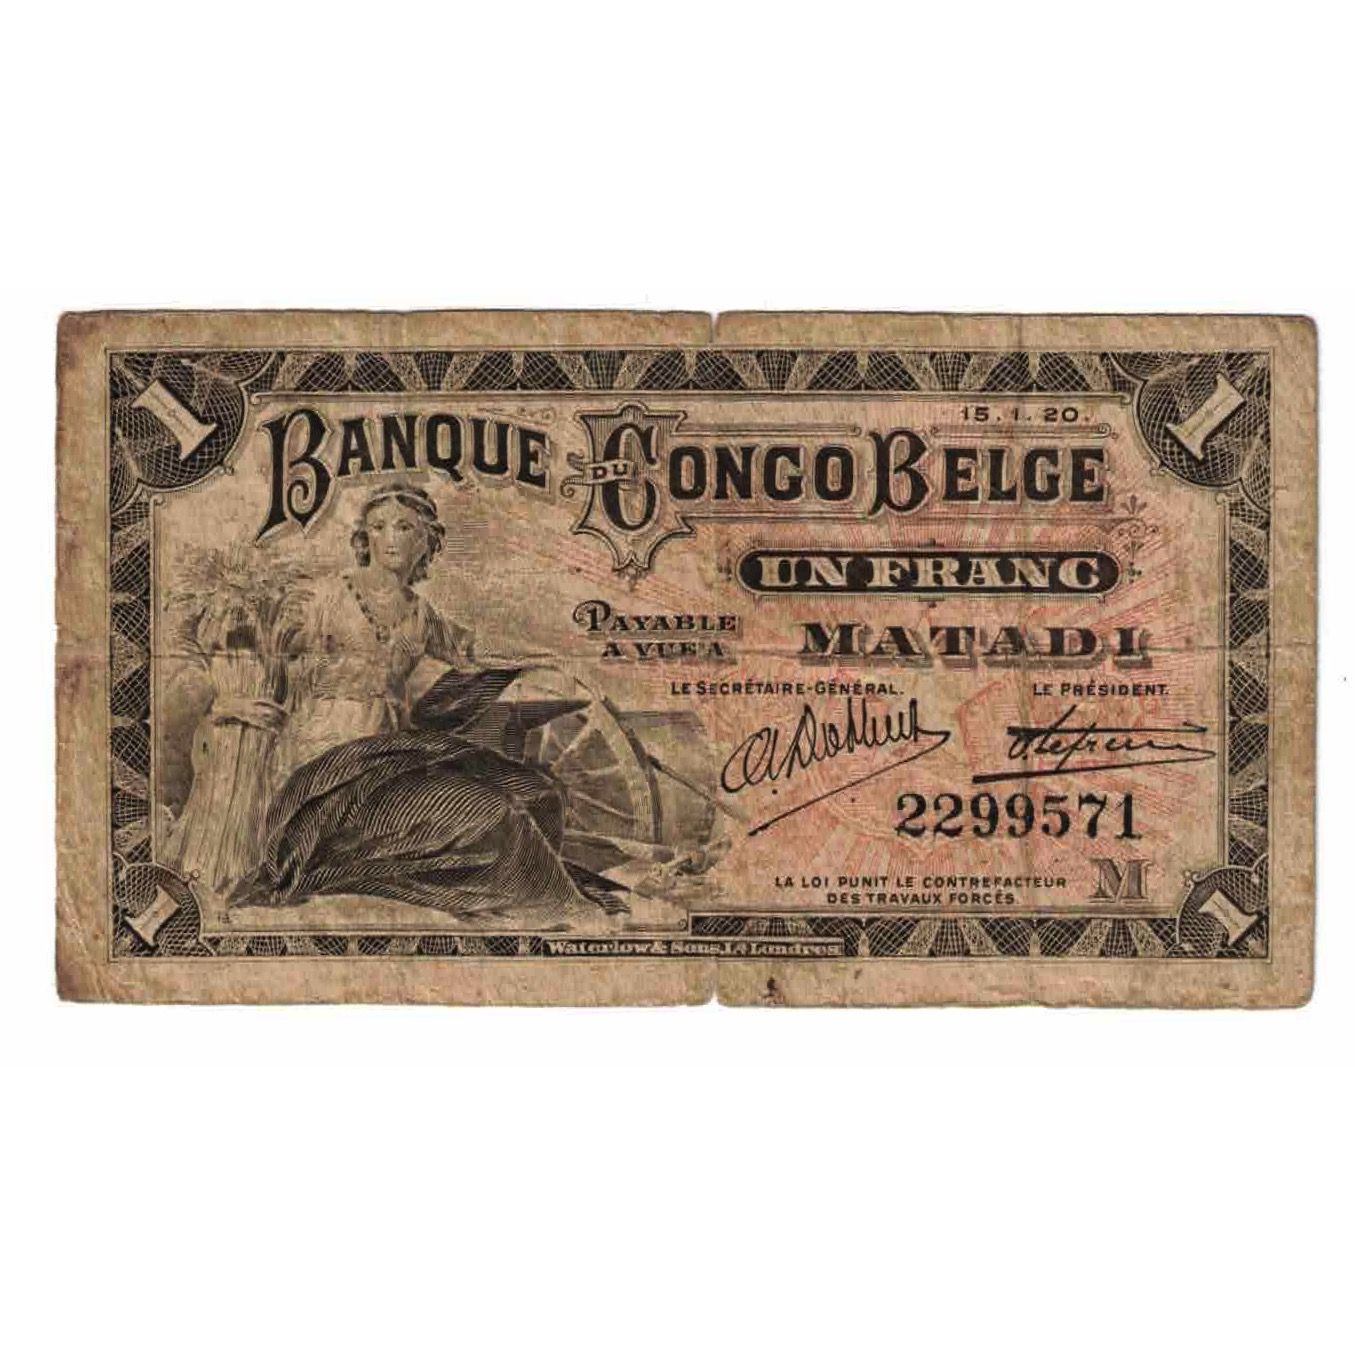 1
1
15.1.20.
BANQUE DU CONGO BELGE
UN FRANC
PAYABLE
A VUE A
MATADI
LE SECRÉTAIRE-GÉNÉRAL.
LE PRÉSIDENT.
2299571
LA LOI PUNIT LE CONTREFACTEUR
DES TRAVAUX FORCÉS.
M
1
1
Waterlow & Sons, Ld Londres